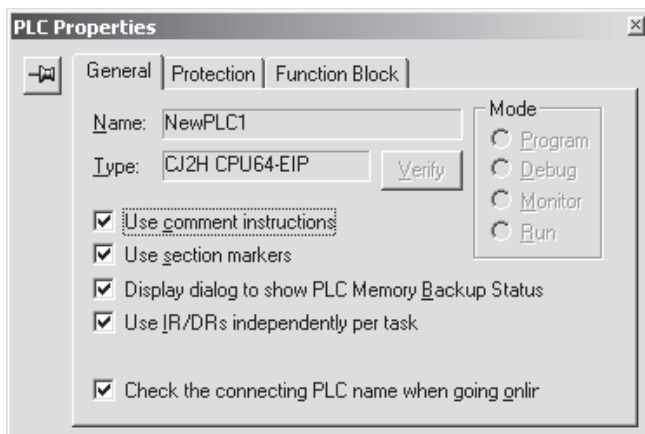 PLC Properties
General Protection Function Block
Name: NewPLC1
Type: CJ2H CPU64-EIP Verify
Mode
Program
Debug
Monitor
Run
Use comment instructions
Use section markers
Display dialog to show PLC Memory Backup Status
Use IR/DRs independently per task
Check the connecting PLC name when going onlir